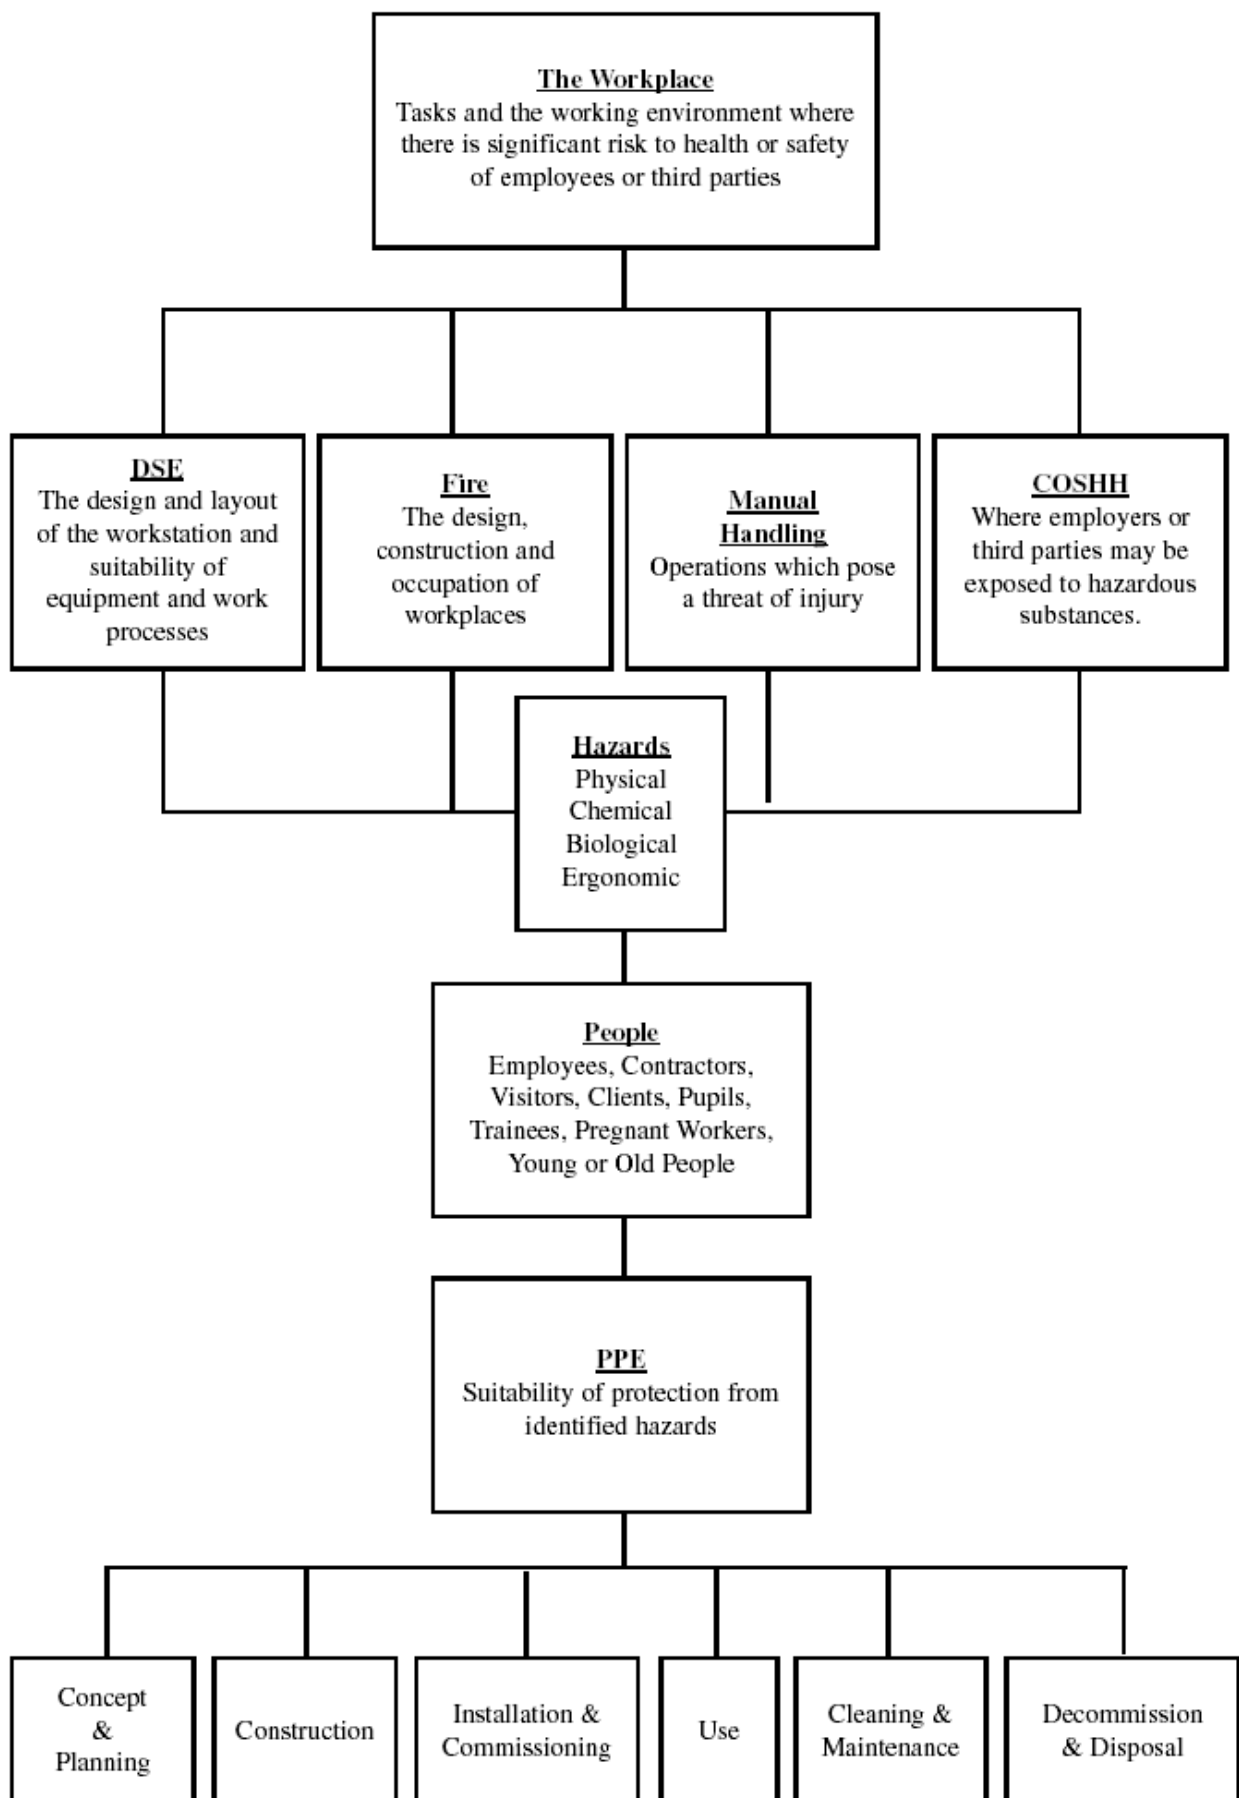 The Workplace
Tasks and the working environment where
there is significant risk to health or safety
of employees or third parties
DSE
The design and layout
of the workstation and
suitability of
equipment and work
processes
Fire
The design,
construction and
occupation of
workplaces
Manual
Handling
Operations which pose
a threat of injury
COSHH
Where employers or
third parties may be
exposed to hazardous
substances.
Hazards
Physical
Chemical
Biological
Ergonomic
People
Employees, Contractors,
Visitors, Clients, Pupils,
Trainees, Pregnant Workers,
Young or Old People
PPE
Suitability of protection from
identified hazards
Concept
&
Planning
Construction
Installation &
Commissioning
Use
Cleaning &
Maintenance
Decommission
& Disposal